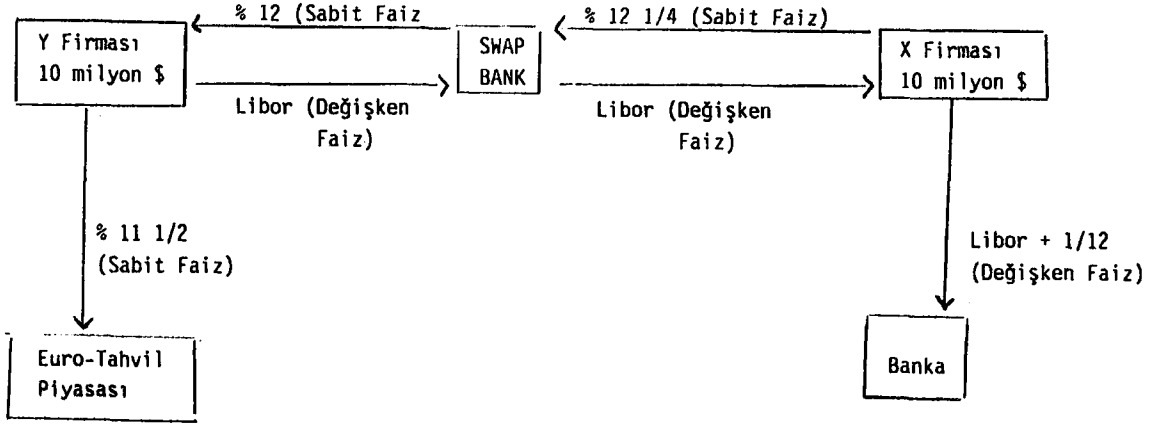 % 12 (Sabit Faiz
% 12 1/4 (Sabit Faiz)
Y Firması
10 milyon $
SWAP
BANK
X Firması
10 milyon $
Libor (Değişken
Faiz)
Libor (Değişken
Faiz)
% 11 1/2
(Sabit Faiz)
Libor + 1/12
(Değişken Faiz)
Euro-Tahvil
Piyasası
Banka